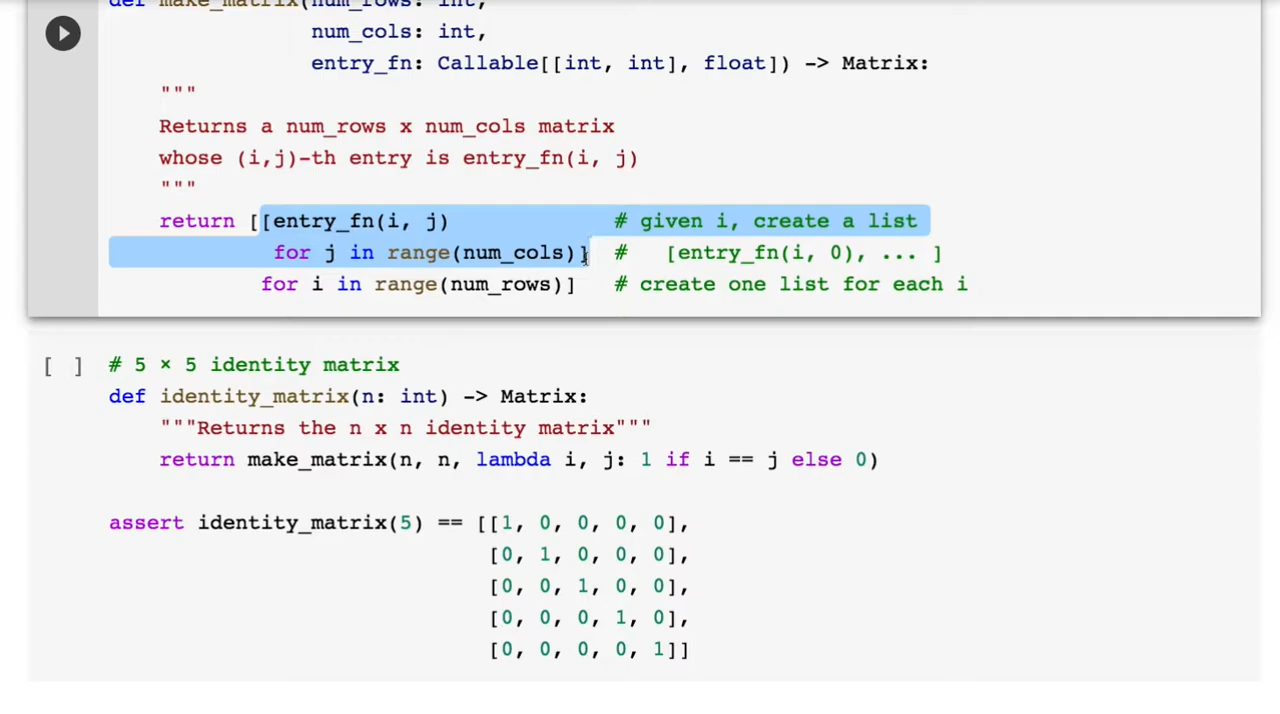 def make_matrix(num_rows: int,
num_cols: int,
entry_fn: Callable[[int, int], float]) -> Matrix:
"""
Returns a num_rows x num_cols matrix
whose (i,j)-th entry is entry_fn(i, j)
"""
return [[entry_fn(i, j) # given i, create a list
for j in range(num_cols)] # [entry_fn(i, 0), ... ]
for i in range(num_rows)] # create one list for each i
[ ] # 5 × 5 identity matrix
def identity_matrix(n: int) -> Matrix:
"""Returns the n x n identity matrix"""
return make_matrix(n, n, lambda i, j: 1 if i == j else 0)
assert identity_matrix(5) == [[1, 0, 0, 0, 0],
[0, 1, 0, 0, 0],
[0, 0, 1, 0, 0],
[0, 0, 0, 1, 0],
[0, 0, 0, 0, 1]]